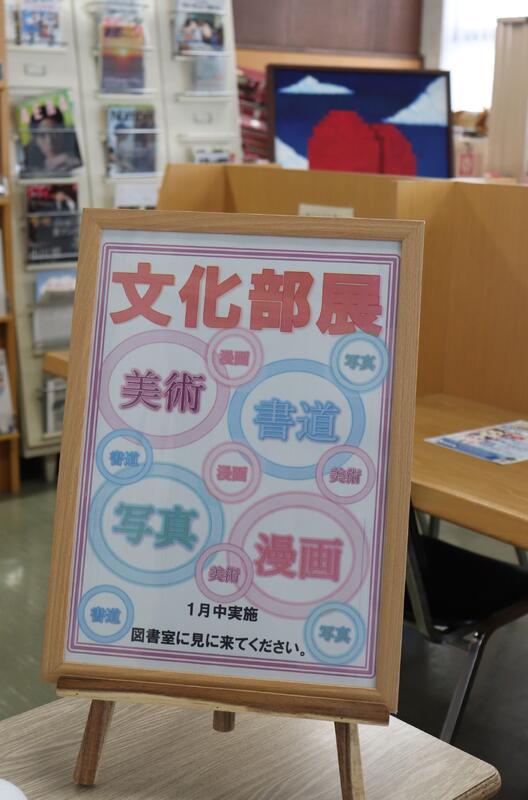 文化部展
漫画
写真
美術
書道
書道
漫画
美術
写真
漫画
美術
書道
写真
1月中実施
図書室に見に来てください。